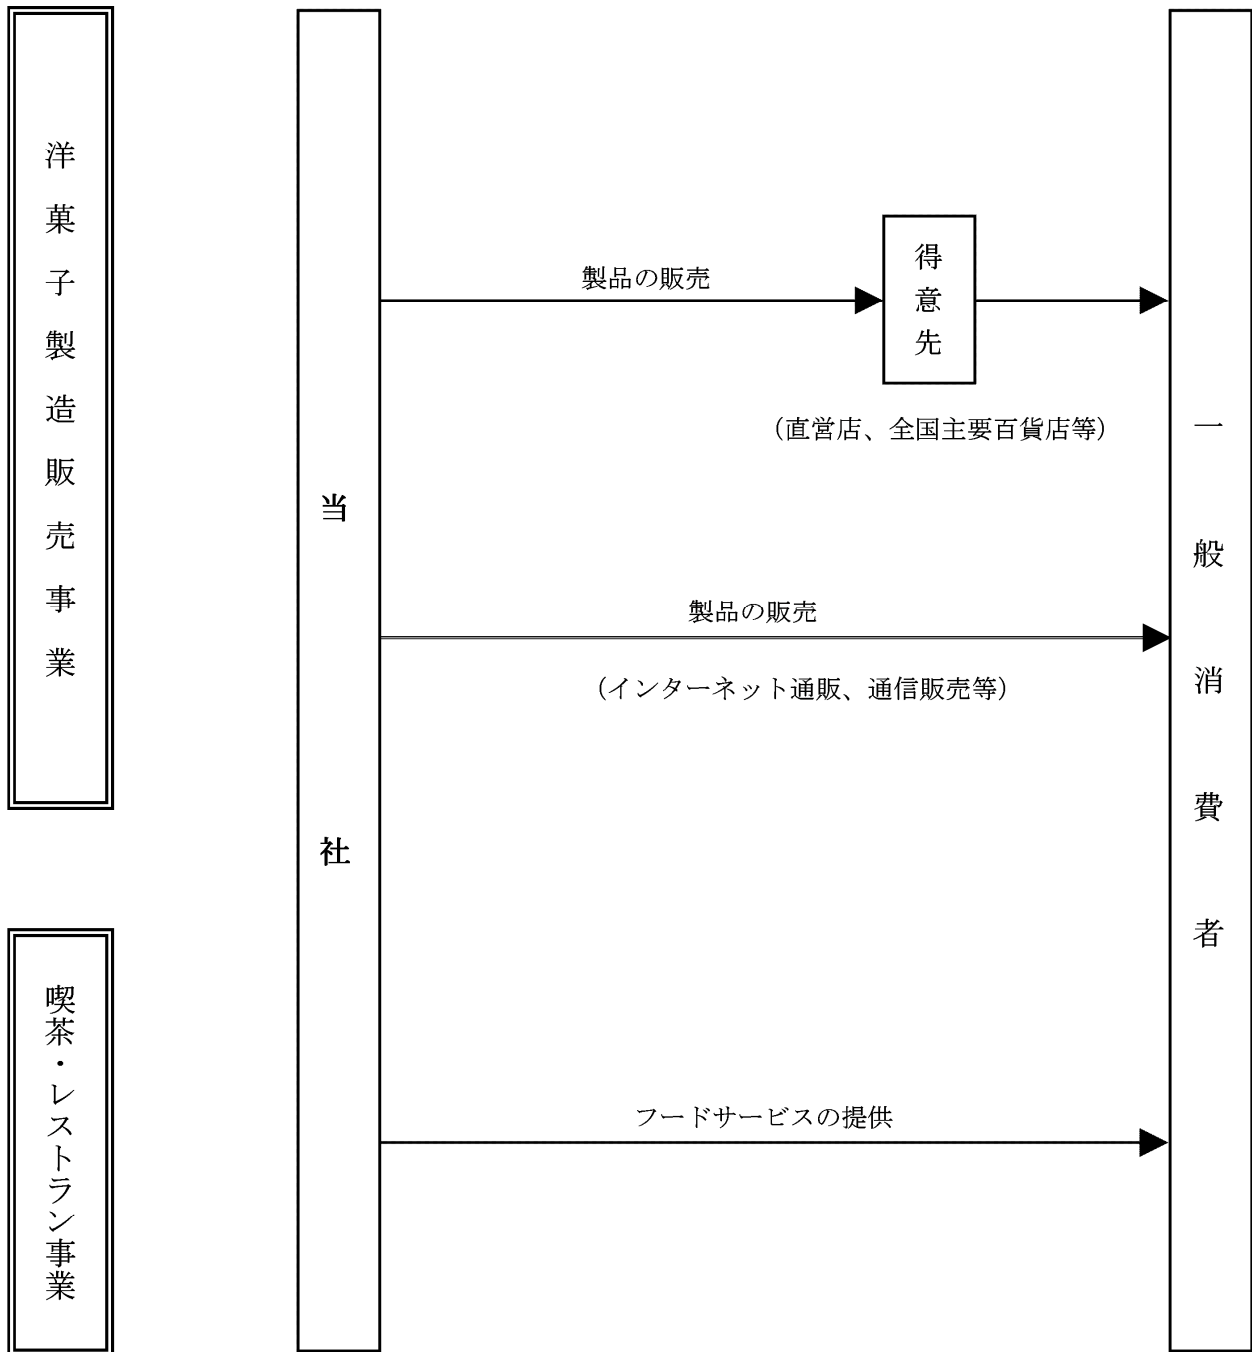 洋菓子製造販売事業
喫茶・レストラン事業
当社
製品の販売
得意先
（直営店、全国主要百貨店等）
製品の販売
（インターネット通販、通信販売等）
フードサービスの提供
一般消費者